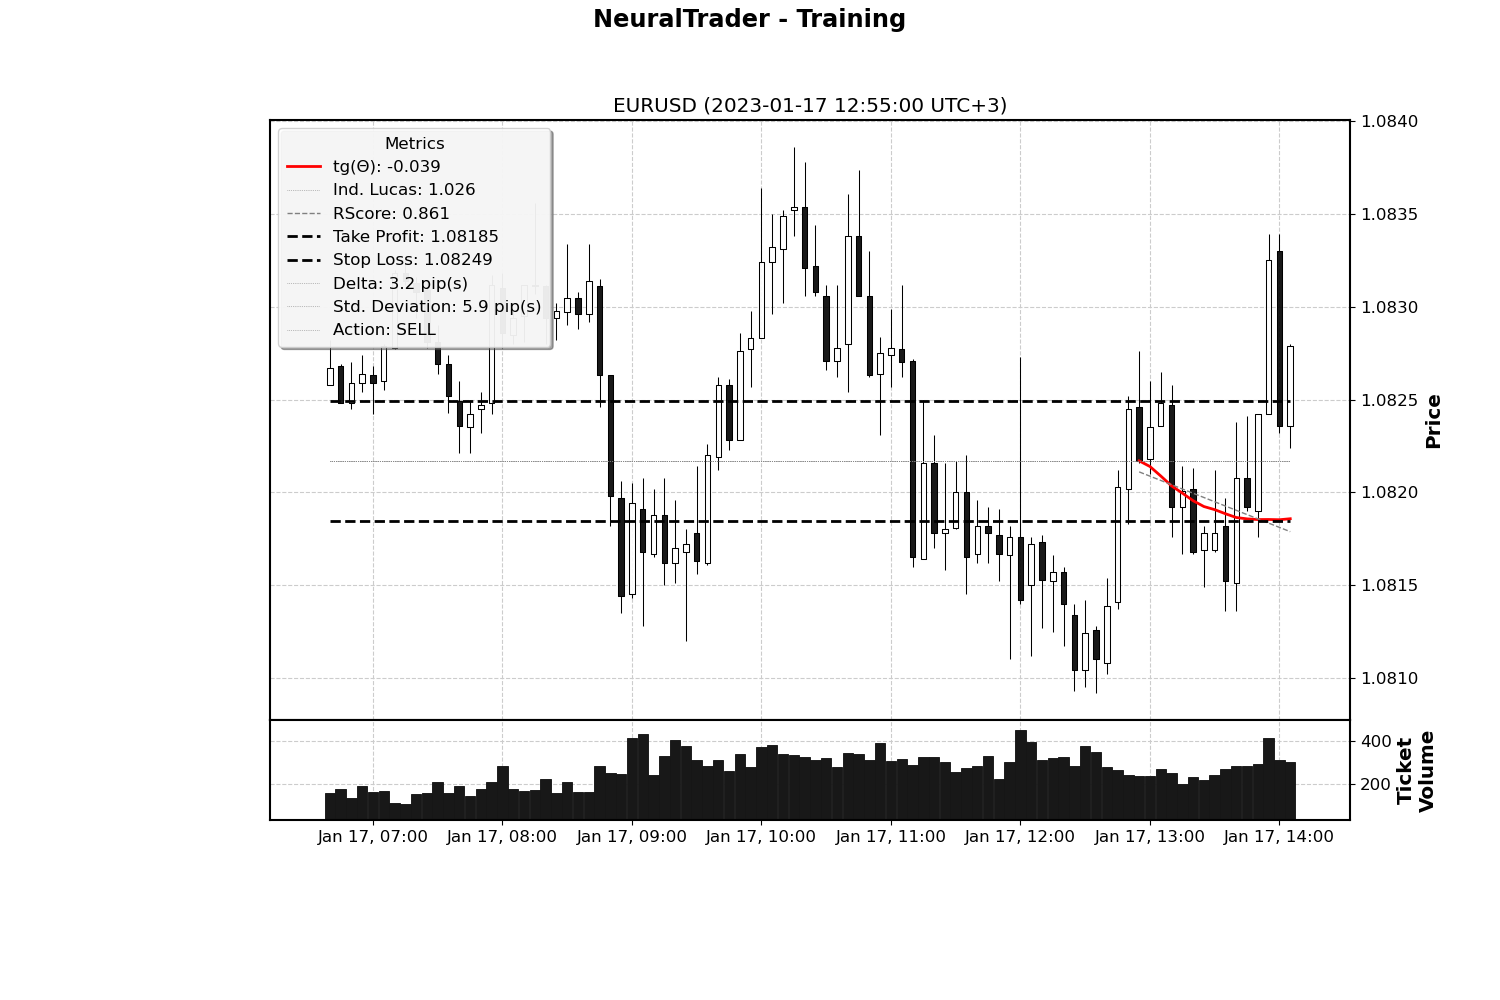 NeuralTrader - Training
EURUSD (2023-01-17 12:55:00 UTC+3)
Metrics
tg(Θ): -0.039
Ind. Lucas: 1.026
RScore: 0.861
Take Profit: 1.08185
Stop Loss: 1.08249
Delta: 3.2 pip(s)
Std. Deviation: 5.9 pip(s)
Action: SELL
1.0840
1.0835
1.0830
1.0825
1.0820
1.0815
1.0810
Price
400
200
Ticket
Volume
Jan 17, 07:00 Jan 17, 08:00 Jan 17, 09:00 Jan 17, 10:00 Jan 17, 11:00 Jan 17, 12:00 Jan 17, 13:00 Jan 17, 14:00